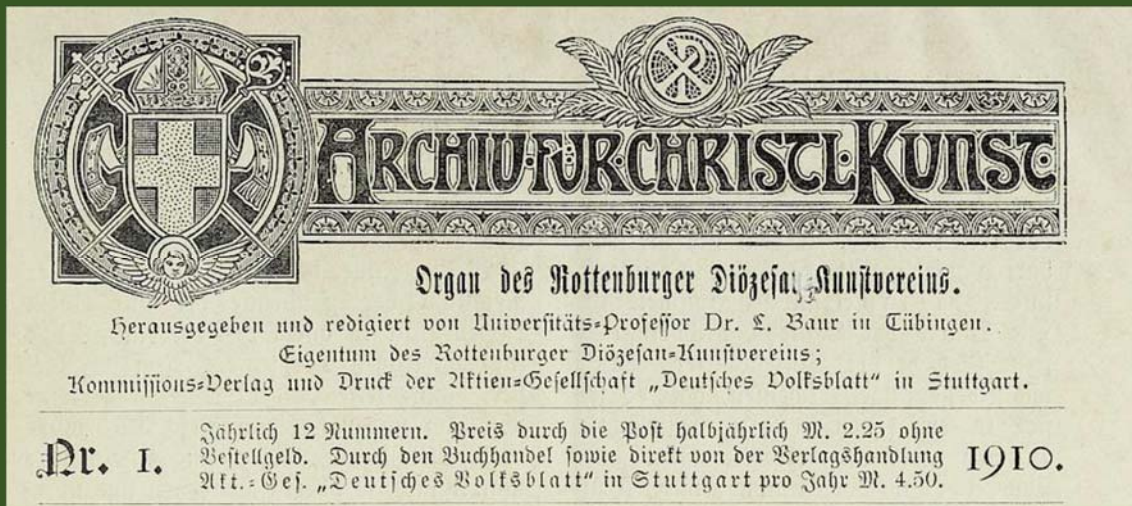 ARCHIV·FÜR·CHRISTL·KUNST·
Organ des Rottenburger Diözesan-Kunstvereins.
Herausgegeben und redigiert von Universitäts-Professor Dr. L. Baur in Tübingen.
Eigentum des Rottenburger Diözesan-Kunstvereins;
Kommissions-Verlag und Druck der Aktien-Gesellschaft „Deutsches Volksblatt“ in Stuttgart.
Nr. 1.
Jährlich 12 Nummern. Preis durch die Post halbjährlich M. 2.25 ohne
Bestellgeld. Durch den Buchhandel sowie direkt von der Verlagshandlung
Akt.-Ges. „Deutsches Volksblatt“ in Stuttgart pro Jahr M. 4.50.
1910.